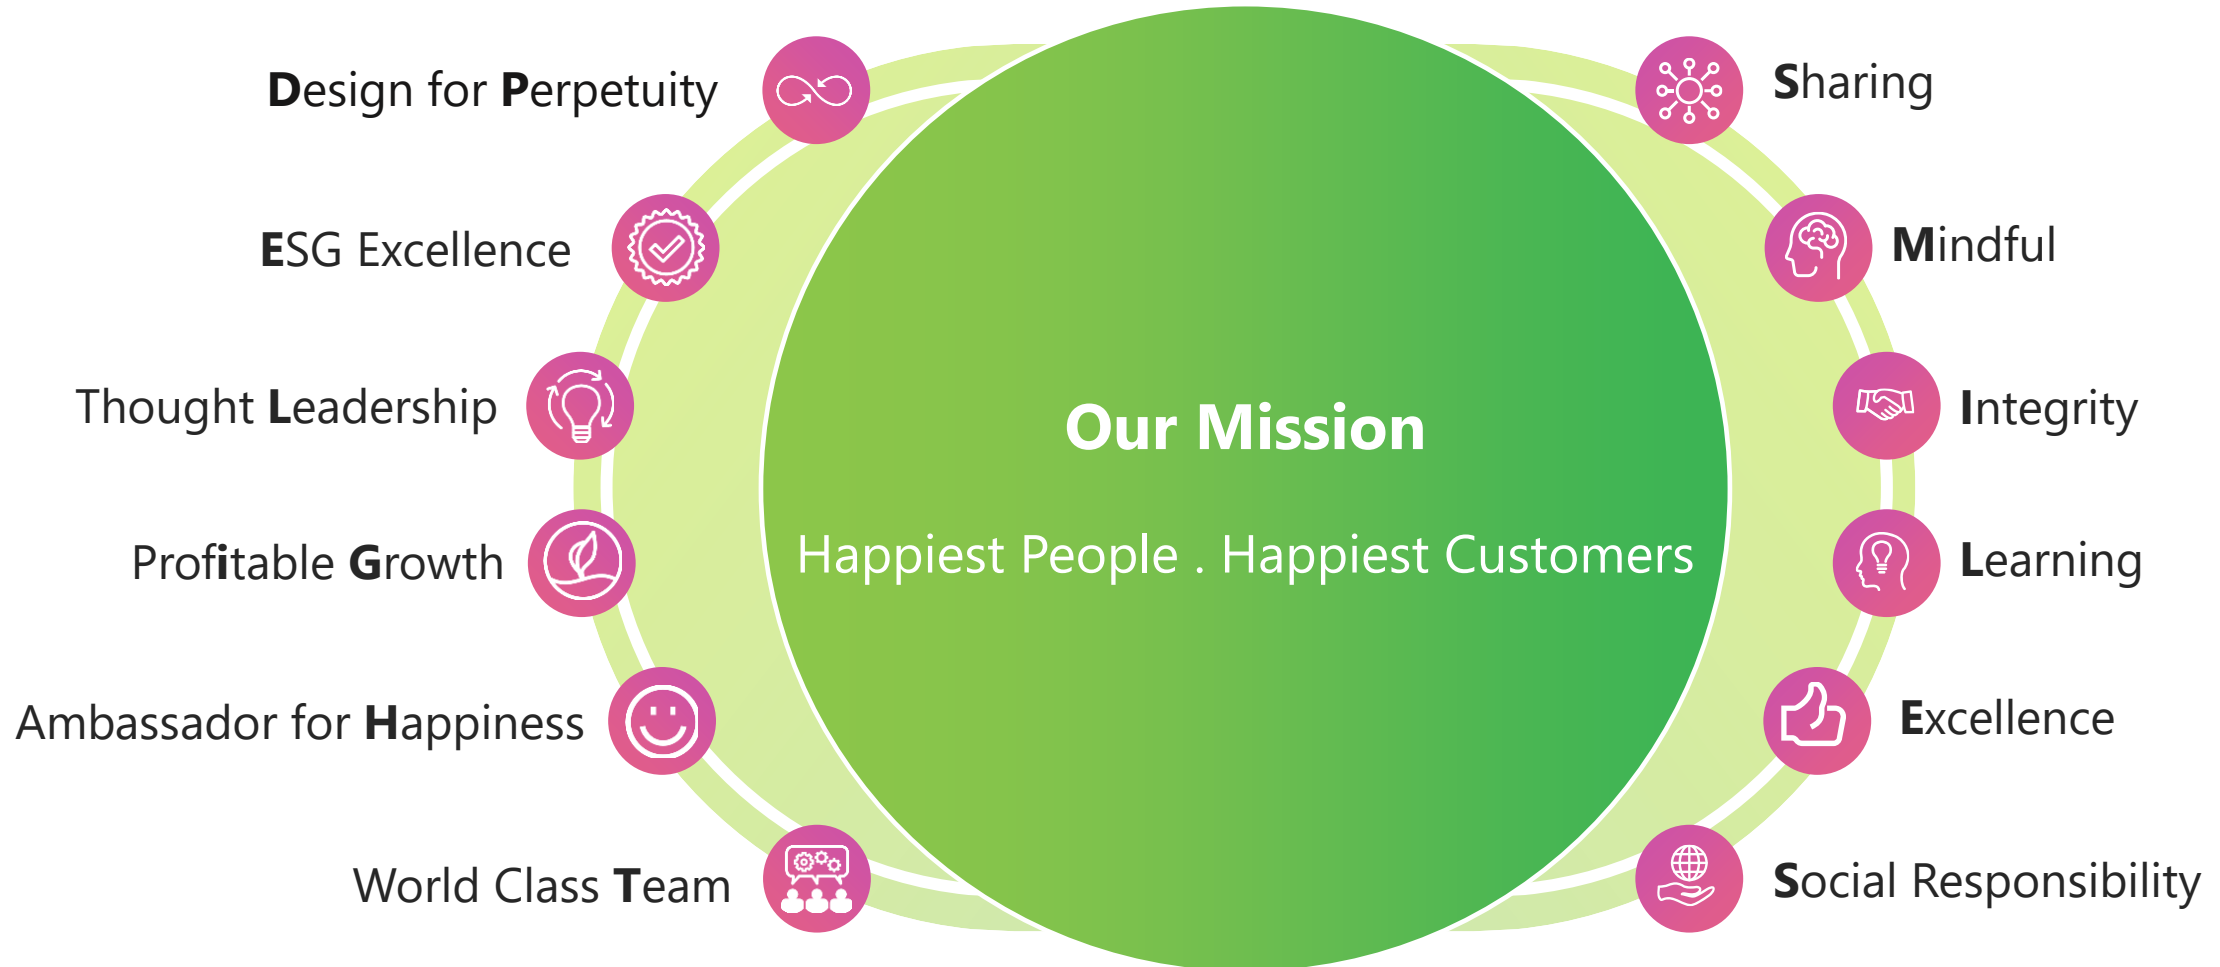 Design for Perpetuity
ESG Excellence
Thought Leadership
Profitable Growth
Ambassador for Happiness
World Class Team
Our Mission
Happiest People . Happiest Customers
Sharing
Mindful
Integrity
Learning
Excellence
Social Responsibility